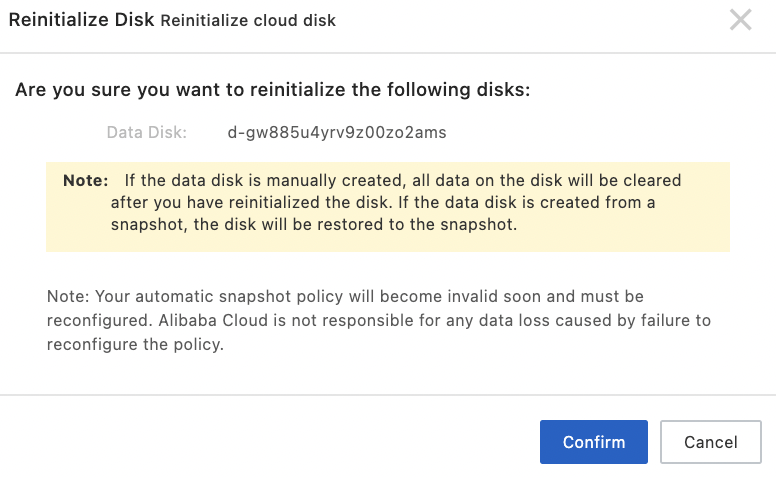 Reinitialize Disk Reinitialize cloud disk
Are you sure you want to reinitialize the following disks:
Data Disk: d-gw885u4yrv9z00zo2ams
Note: If the data disk is manually created, all data on the disk will be cleared
after you have reinitialized the disk. If the data disk is created from a
snapshot, the disk will be restored to the snapshot.
Note: Your automatic snapshot policy will become invalid soon and must be
reconfigured. Alibaba Cloud is not responsible for any data loss caused by failure to
reconfigure the policy.
Confirm Cancel